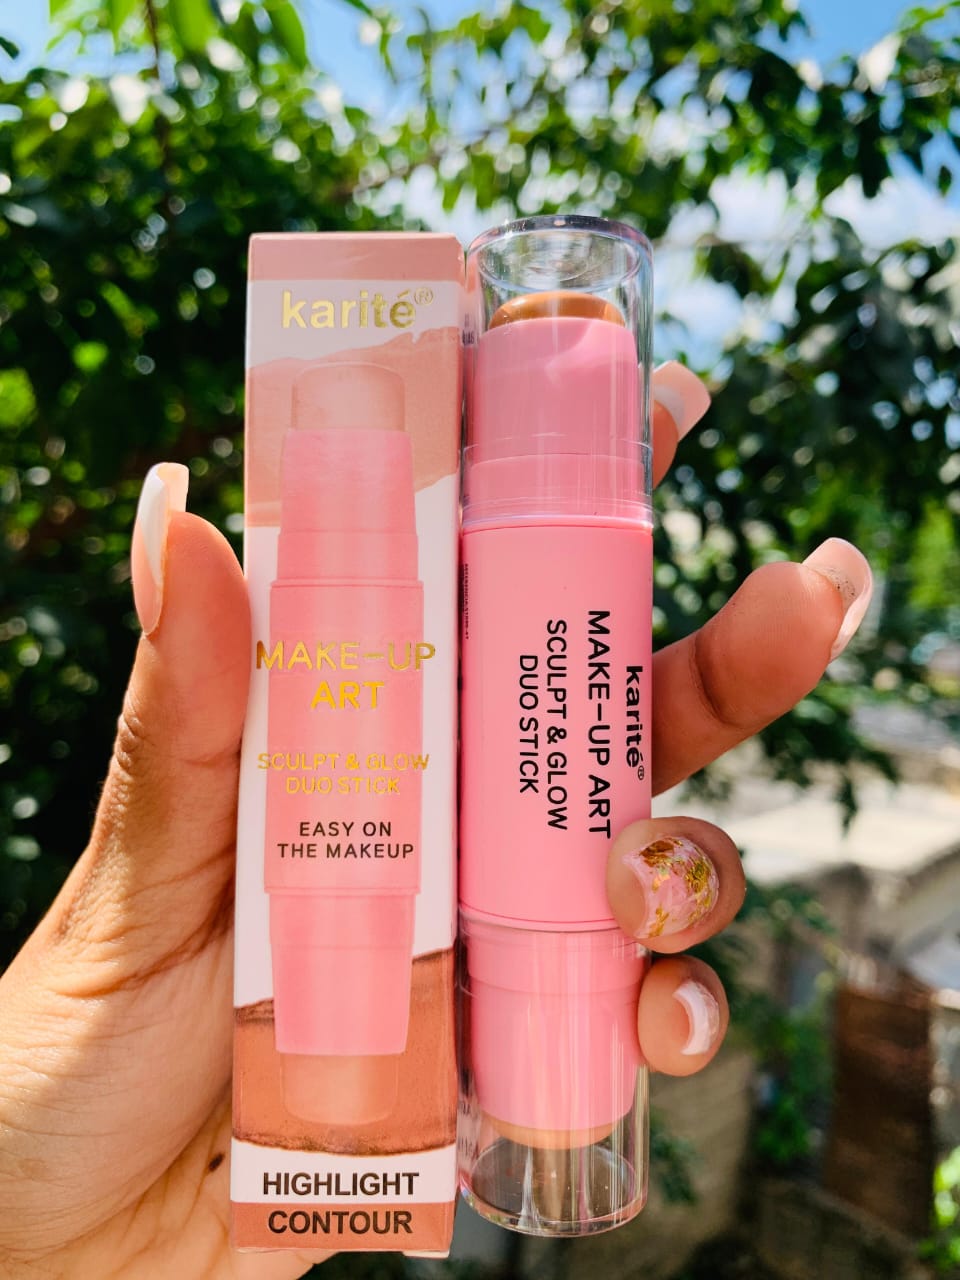 karité®
MAKE-UP
ART
SCULPT & GLOW
DUO STICK
EASY ON
THE MAKEUP
HIGHLIGHT
CONTOUR
karité®
MAKE-UP ART
SCULPT & GLOW
DUO STICK